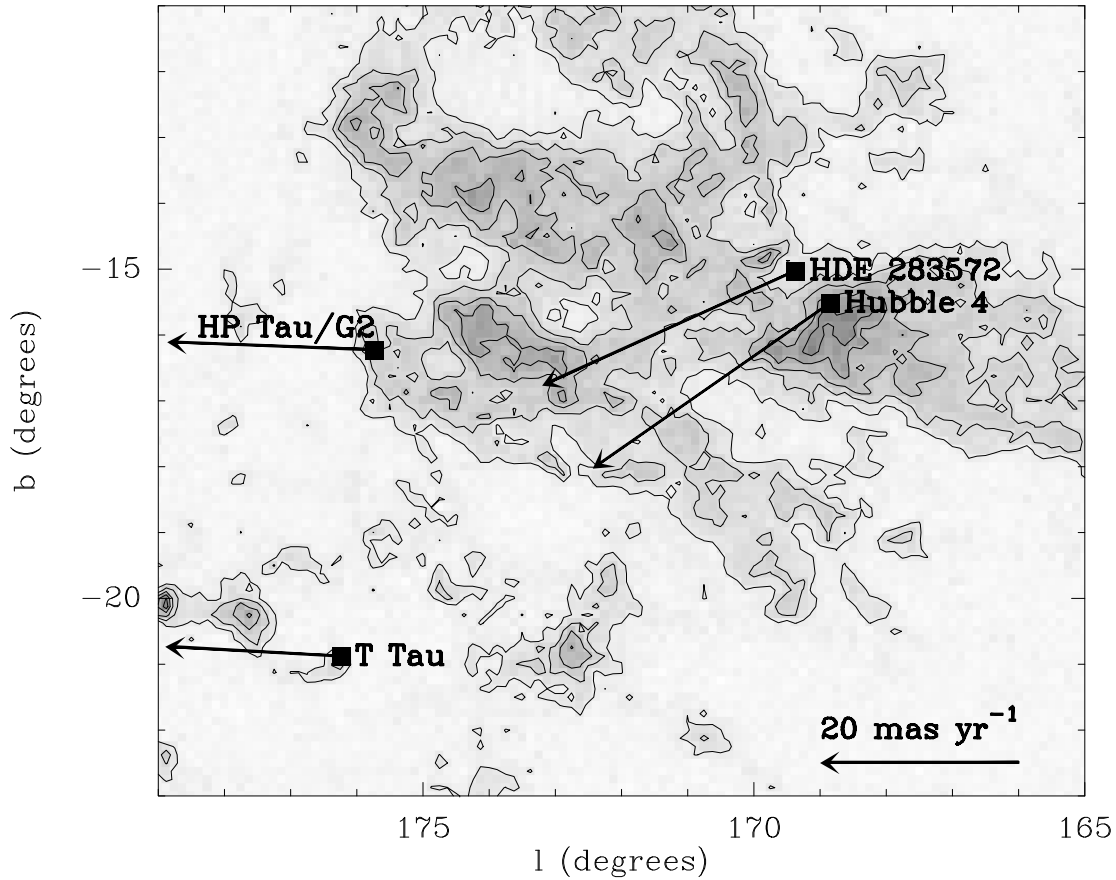 −15
HDE 283572
Hubble 4
HP Tau/G2
b (degrees)
−20
T Tau
20 mas yr⁻¹
175
170
165
l (degrees)